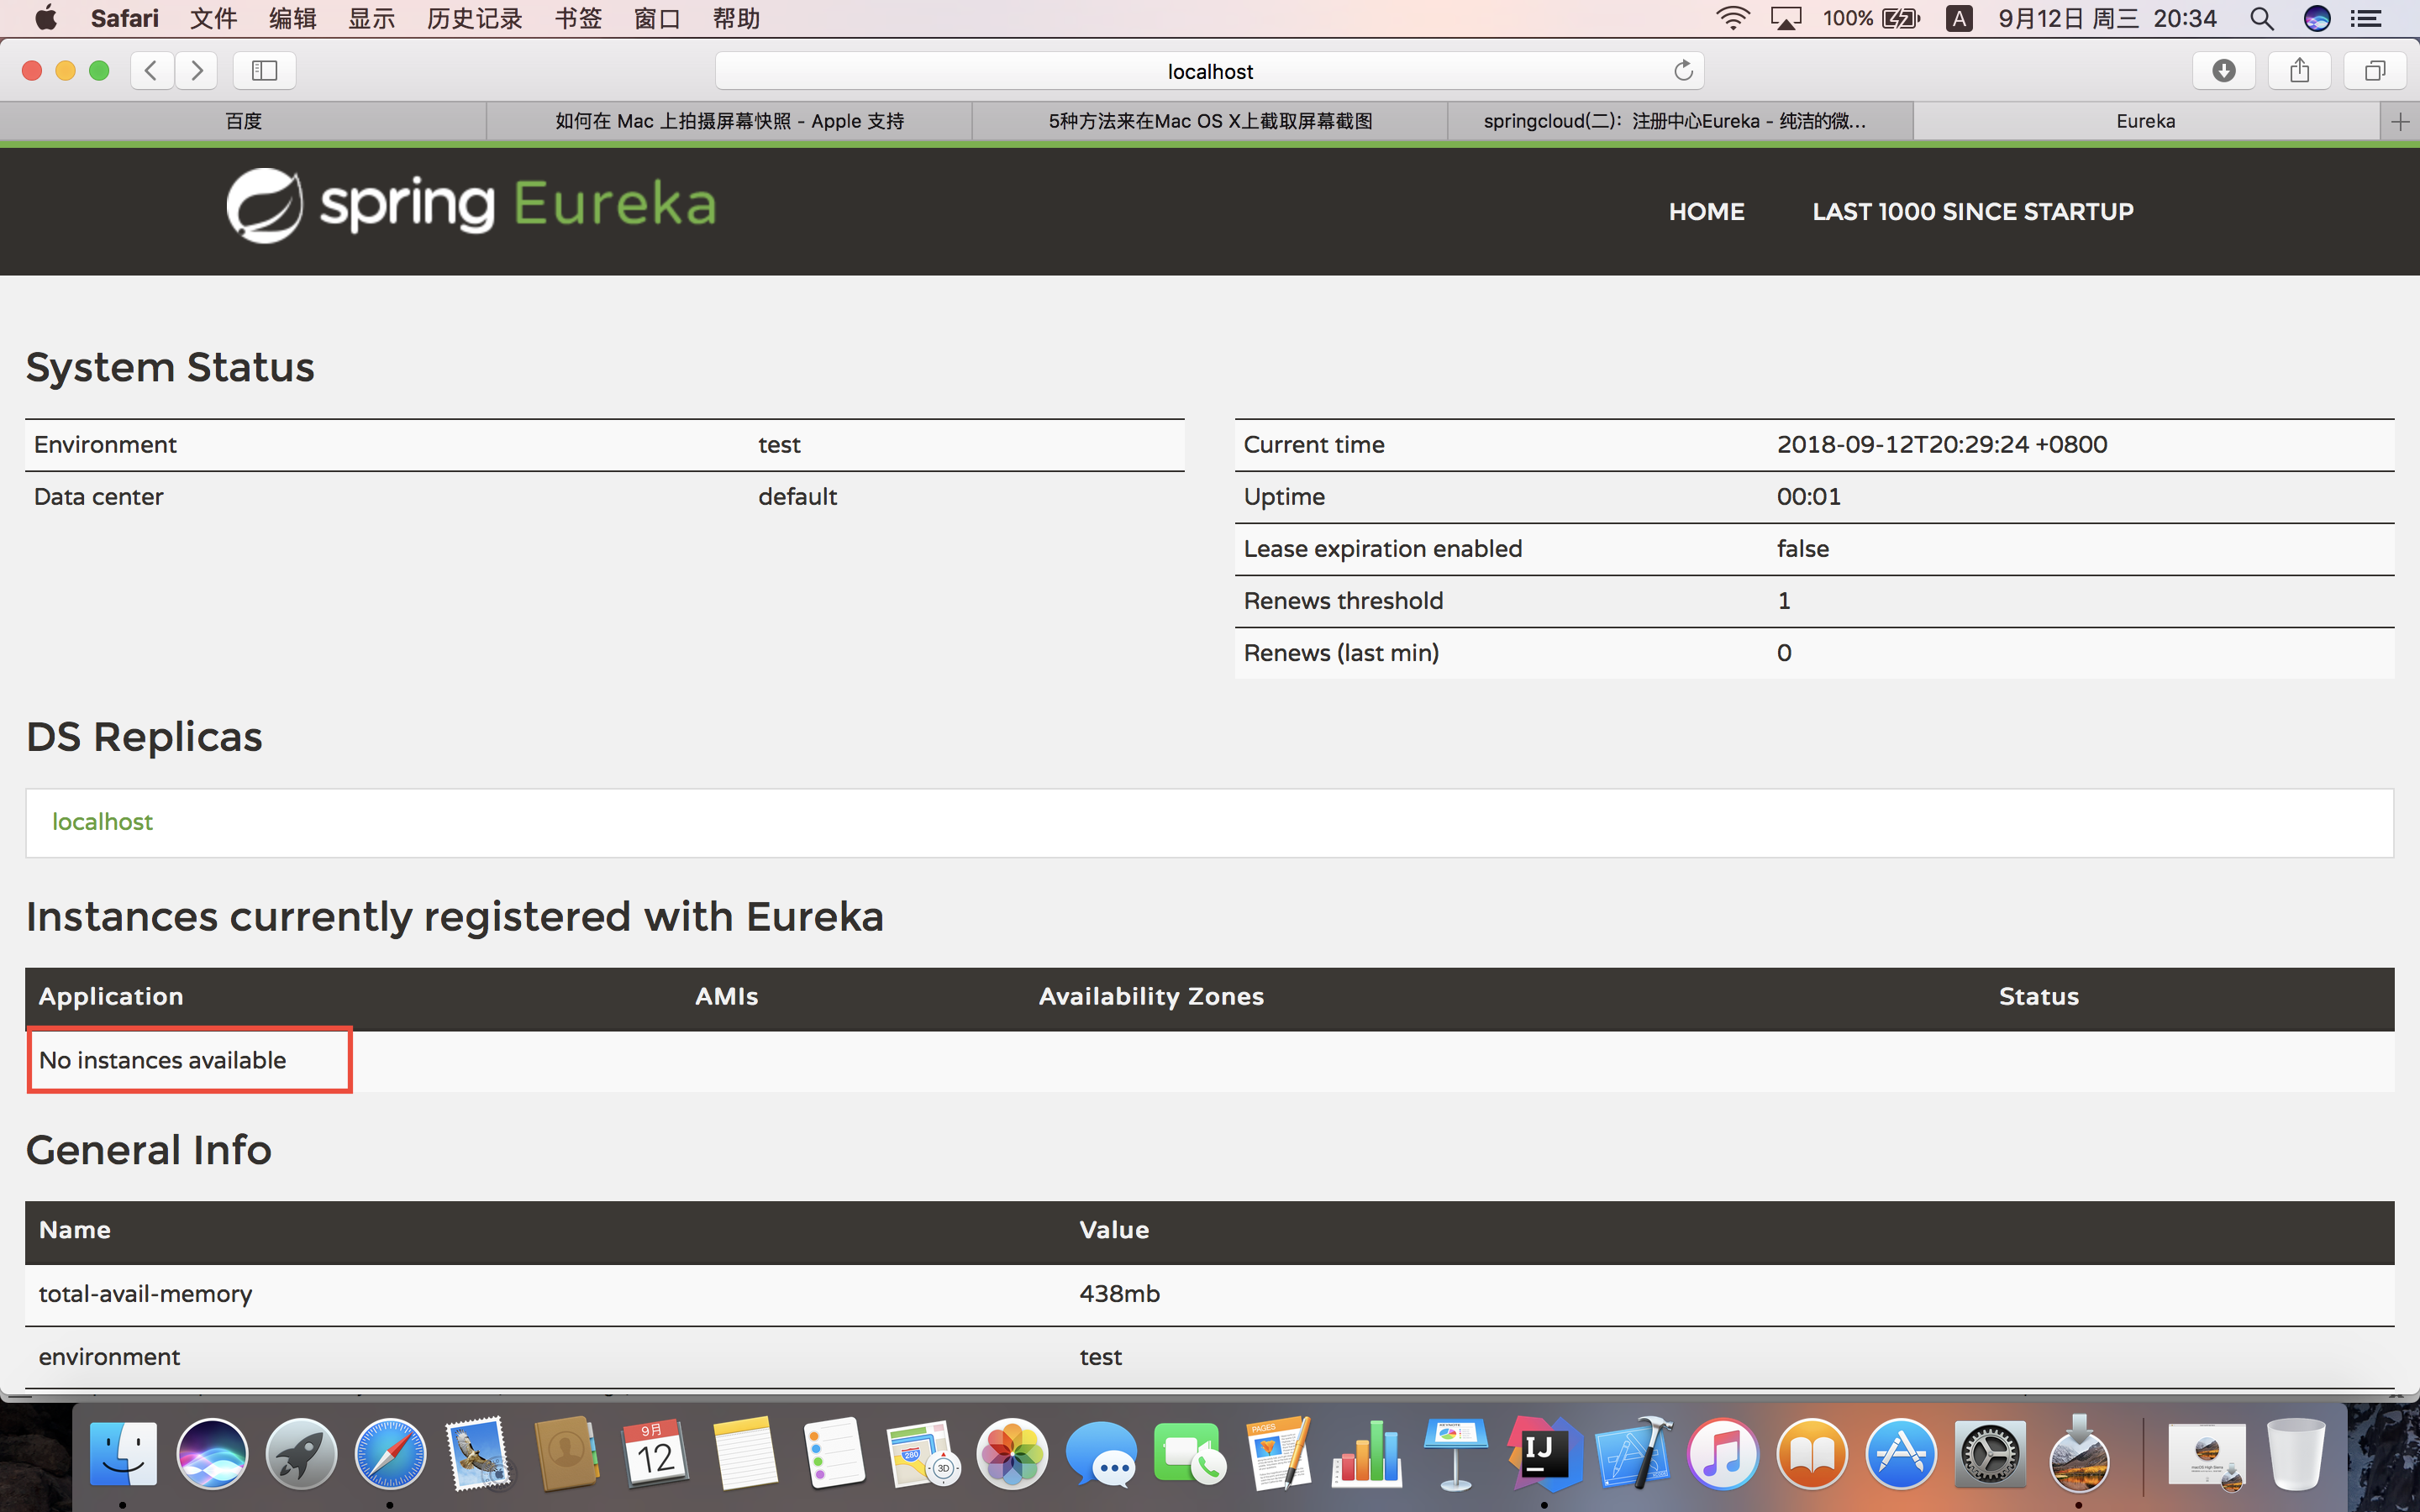 Safari 文件 编辑 显示 历史记录 书签 窗口 帮助 100% A 9月12日 周三 20:34
localhost
百度 如何在 Mac 上拍摄屏幕快照 - Apple 支持 5种方法来在Mac OS X上截取屏幕截图 springcloud(二)：注册中心Eureka - 纯洁的微... Eureka
spring Eureka HOME LAST 1000 SINCE STARTUP
System Status
Environment test
Data center default
Current time 2018-09-12T20:29:24 +0800
Uptime 00:01
Lease expiration enabled false
Renews threshold 1
Renews (last min) 0
DS Replicas
localhost
Instances currently registered with Eureka
Application AMIs Availability Zones Status
No instances available
General Info
Name Value
total-avail-memory 438mb
environment test
9月
12
280
3D
PAGES
IJ